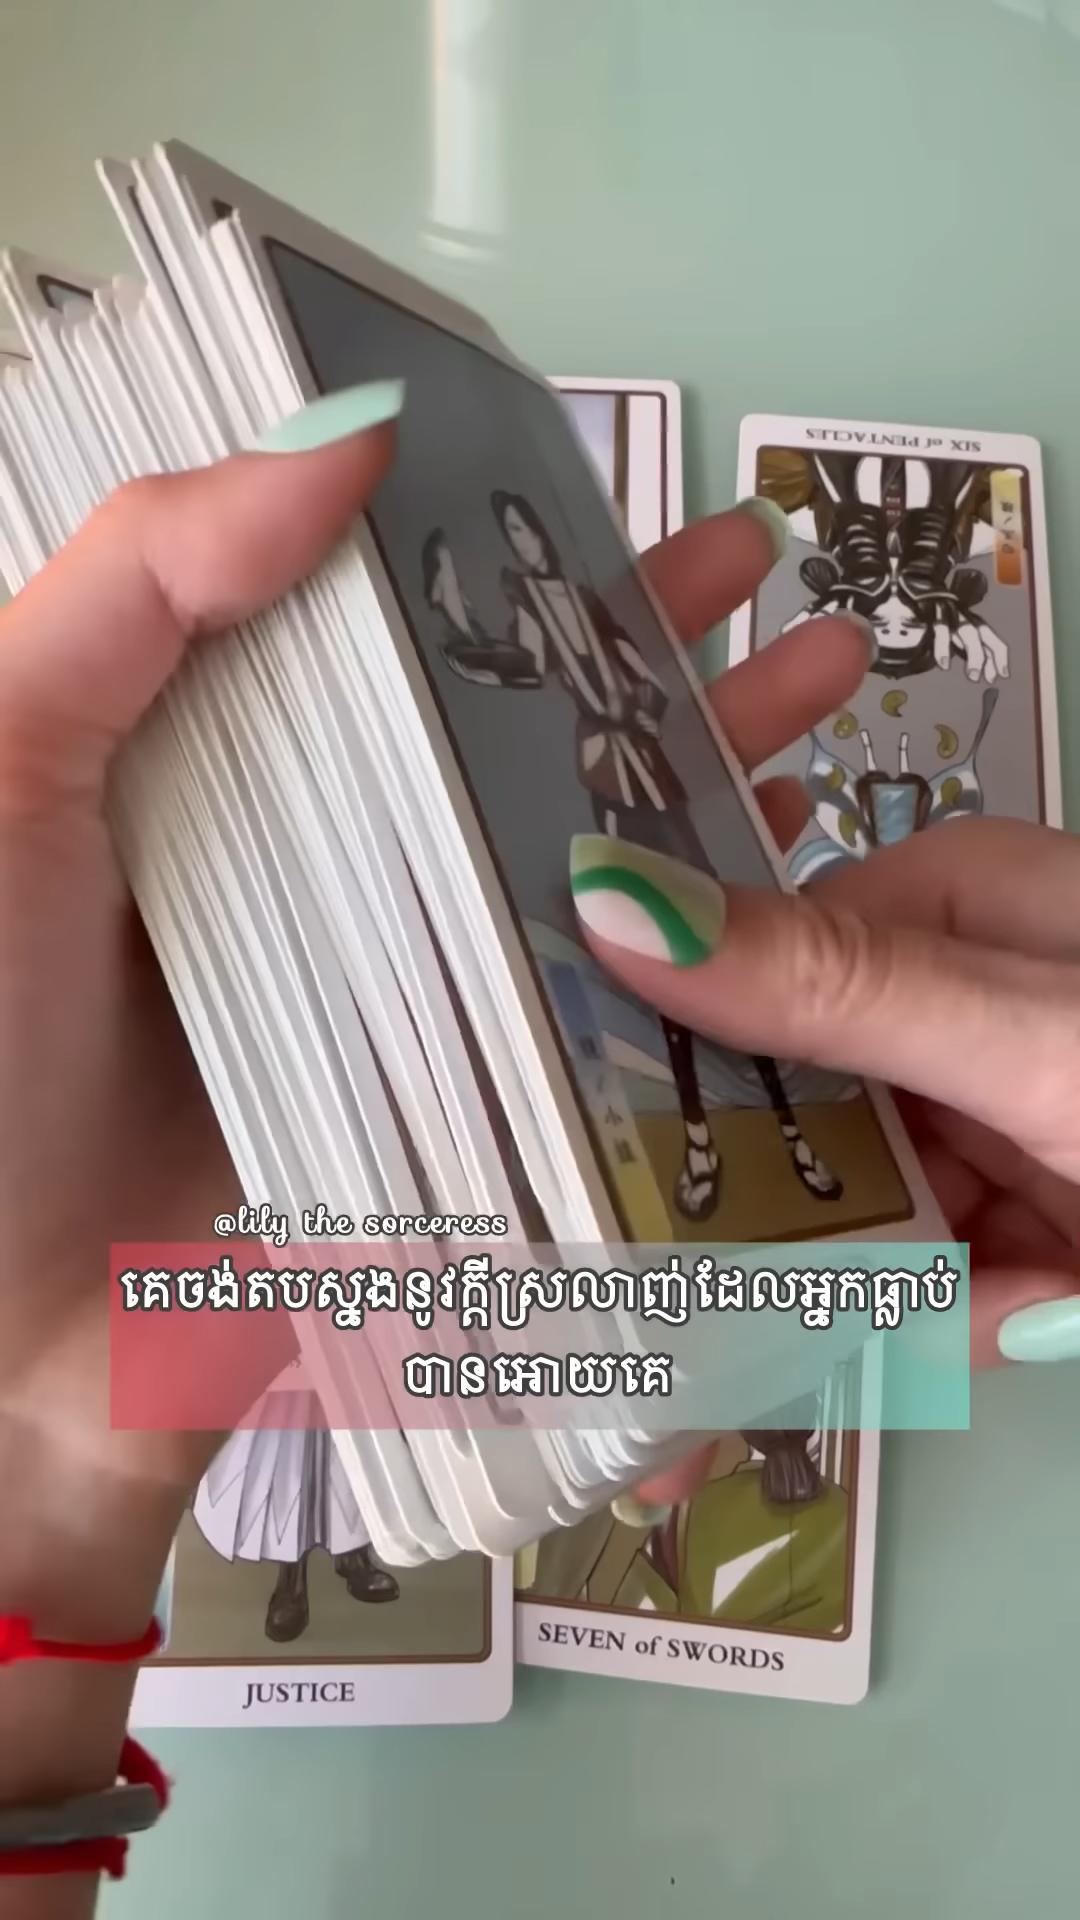 SIX of PENTACLES
@lily the sorceress
គេចង់តបស្នងនូវក្ដីស្រលាញ់ដែលអ្នកធ្លាប់
បានអោយគេ
SEVEN of SWORDS
JUSTICE